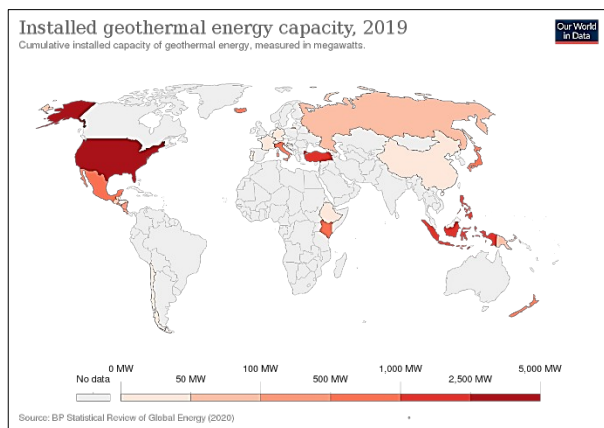 Installed geothermal energy capacity, 2019
Cumulative installed capacity of geothermal energy, measured in megawatts.
Our World
in Data
No data
0 MW
50 MW
100 MW
500 MW
1,000 MW
2,500 MW
5,000 MW
Source: BP Statistical Review of Global Energy (2020)